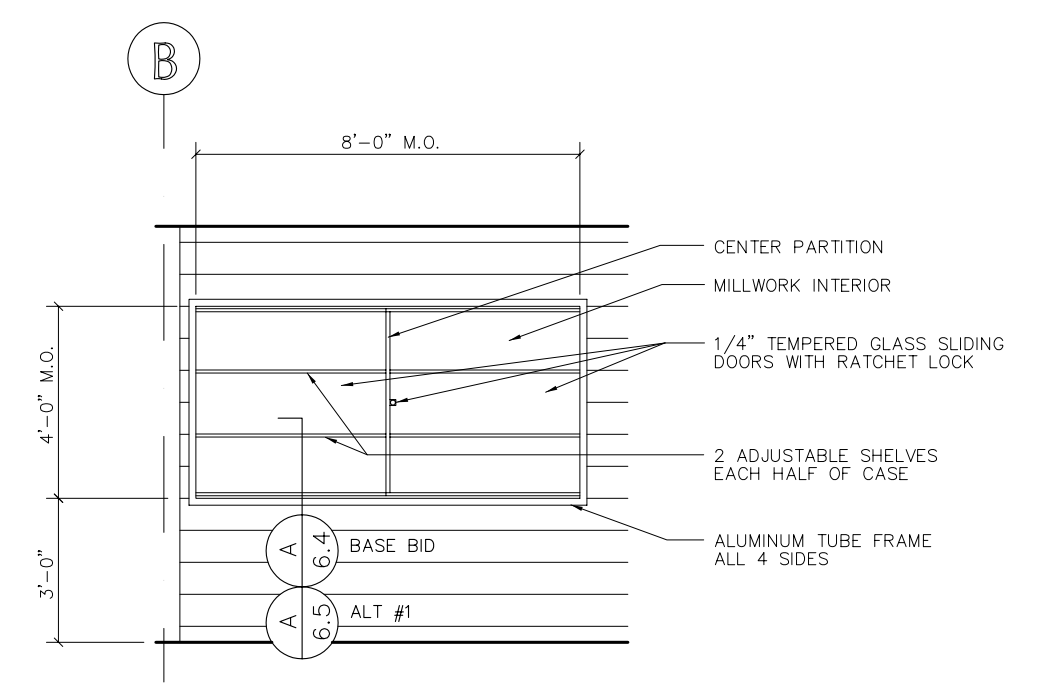 B
8'-0" M.O.
CENTER PARTITION
MILLWORK INTERIOR
1/4" TEMPERED GLASS SLIDING
DOORS WITH RATCHET LOCK
4'-0" M.O.
2 ADJUSTABLE SHELVES
EACH HALF OF CASE
ALUMINUM TUBE FRAME
ALL 4 SIDES
3'-0"
A
6.4
BASE BID
A
6.5
ALT #1